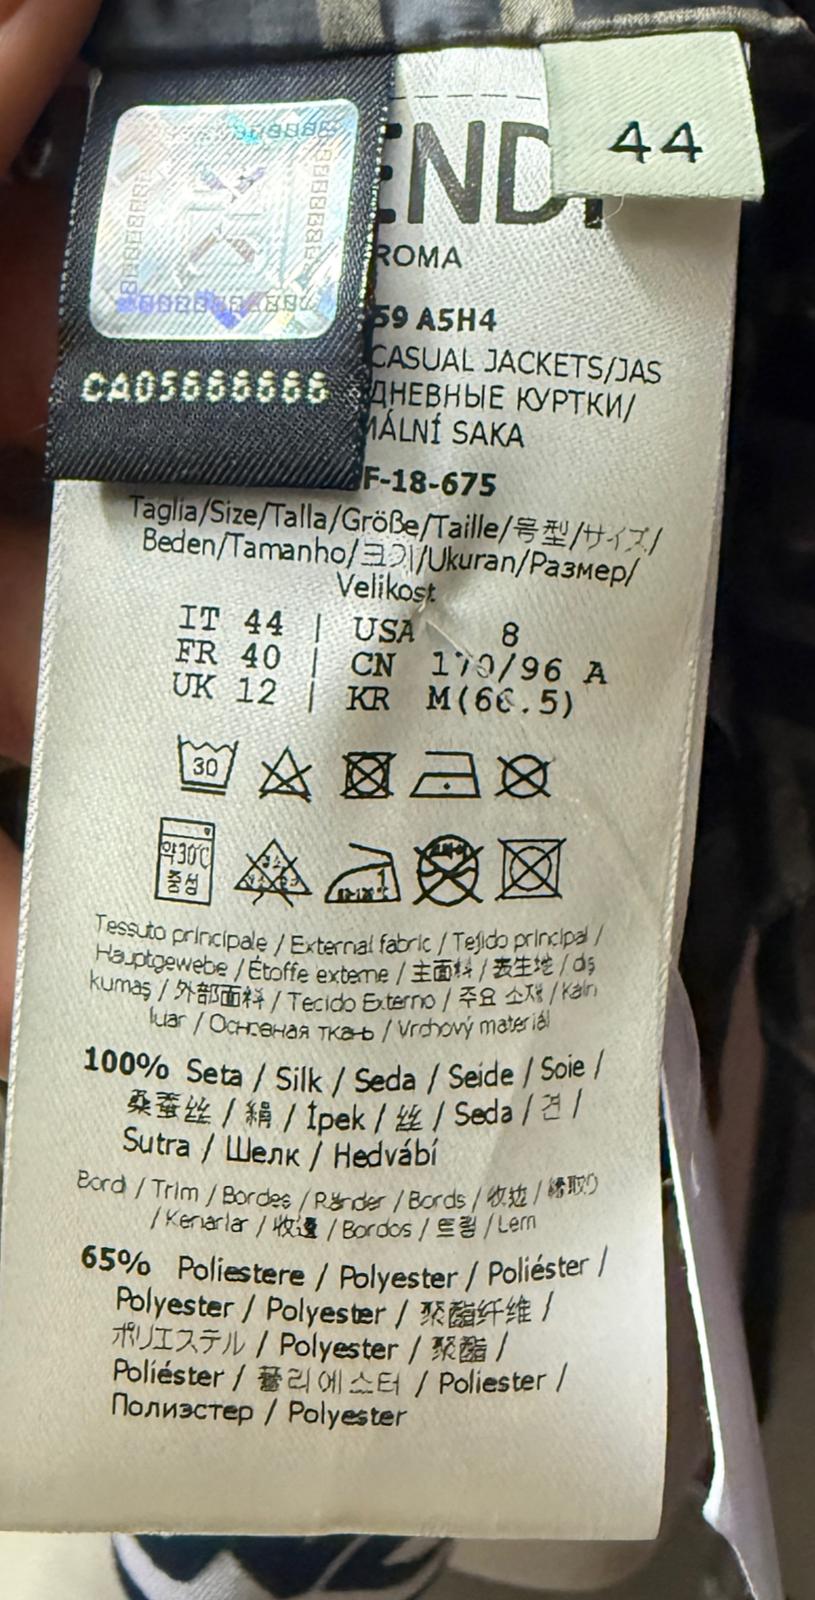 44
ENDI
ROMA
59 A5H4
CASUAL JACKETS/JAS
ДНЕВНЫЕ КУРТКИ/
MÁLNÍ SAKA
F-18-675
Taglia/Size/Talla/Größe/Taille/号型/サイズ/
Beden/Tamanho/크기/Ukuran/Размер/
Velikost
IT 44 | USA 8
FR 40 | CN 170/96 A
UK 12 | KR M(66.5)
30
약30℃
중성
Tessuto principale / External fabric / Tejido principal /
Hauptgewebe / Étoffe externe / 主面料 / 表生地 / dış
kumaş / 外部面料 / Tecido Externo / 주요 소재 / Kain
luar / Основная ткань / Vrchový materiál
100% Seta / Silk / Seda / Seide / Soie /
桑蚕丝 / 絹 / İpek / 丝 / Seda / 견 /
Sutra / Шелк / Hedvábí
Bordi / Trim / Bordes / Ränder / Bords / 收边 / 縁取り
/ Kenarlar / 收邊 / Bordos / 트림 / Lem
65% Poliestere / Polyester / Poliéster /
Polyester / Polyester / 聚酯纤维 /
ポリエステル / Polyester / 聚酯 /
Poliéster / 폴리에스터 / Poliester /
Полиэстер / Polyester